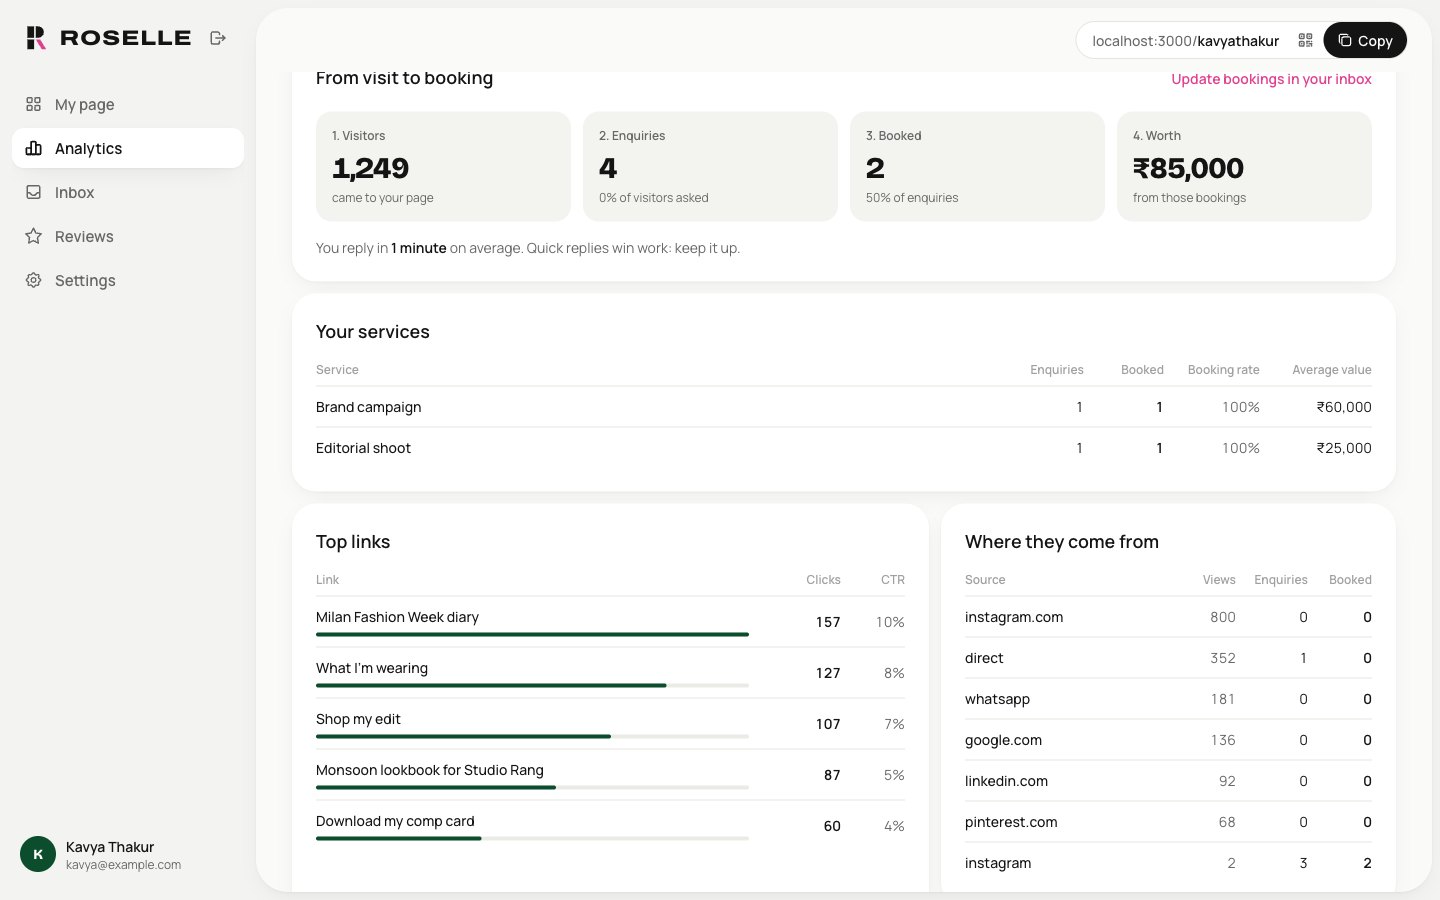 ROSELLE
localhost:3000/kavyathakur
Copy
My page
Analytics
Inbox
Reviews
Settings
Kavya Thakur
kavya@example.com
From visit to booking
Update bookings in your inbox
1. Visitors
1,249
came to your page
2. Enquiries
4
0% of visitors asked
3. Booked
2
50% of enquiries
4. Worth
₹85,000
from those bookings
You reply in 1 minute on average. Quick replies win work: keep it up.
Your services
Service Enquiries Booked Booking rate Average value
Brand campaign 1 1 100% ₹60,000
Editorial shoot 1 1 100% ₹25,000
Top links
Link Clicks CTR
Milan Fashion Week diary 157 10%
What I'm wearing 127 8%
Shop my edit 107 7%
Monsoon lookbook for Studio Rang 87 5%
Download my comp card 60 4%
Where they come from
Source Views Enquiries Booked
instagram.com 800 0 0
direct 352 1 0
whatsapp 181 0 0
google.com 136 0 0
linkedin.com 92 0 0
pinterest.com 68 0 0
instagram 2 3 2
K